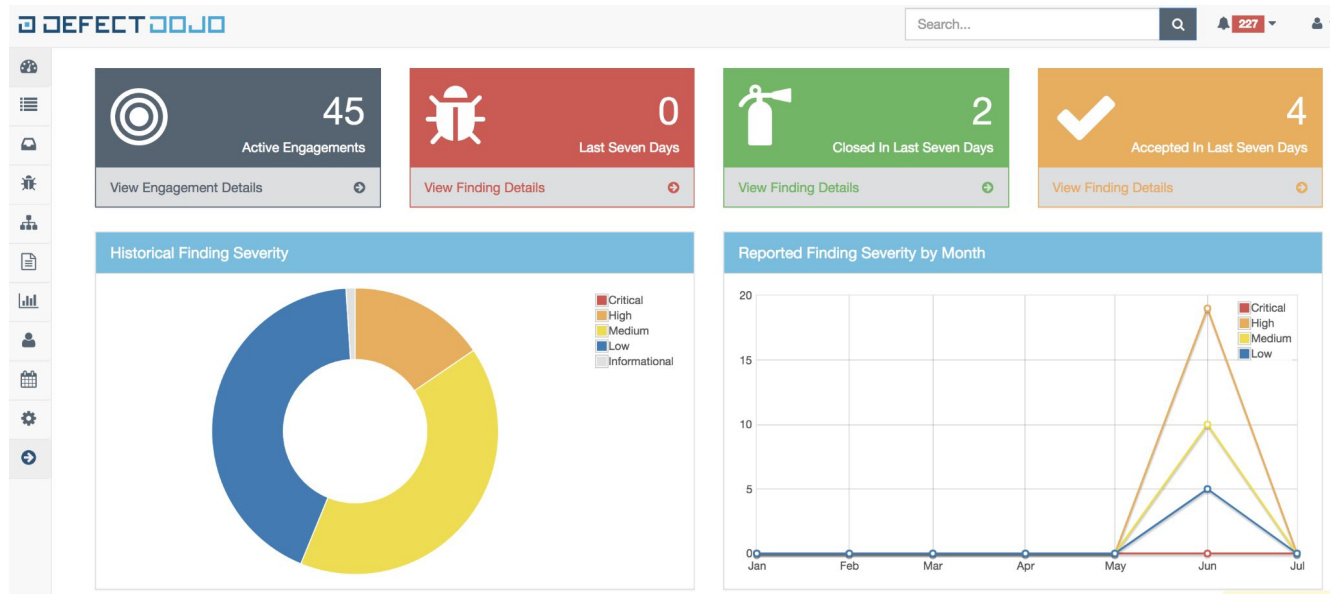 DEFECTDOJO
Search...
227
45
Active Engagements
View Engagement Details
0
Last Seven Days
View Finding Details
2
Closed In Last Seven Days
View Finding Details
4
Accepted In Last Seven Days
View Finding Details
Historical Finding Severity
Critical
High
Medium
Low
Informational
Reported Finding Severity by Month
20
15
10
5
0
Jan Feb Mar Apr May Jun Jul
Critical
High
Medium
Low